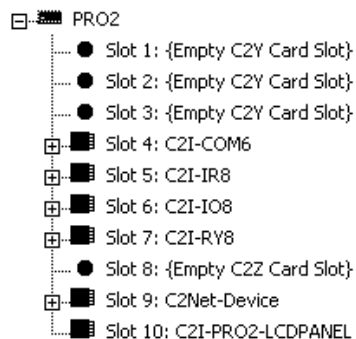 PRO2
Slot 1: {Empty C2Y Card Slot}
Slot 2: {Empty C2Y Card Slot}
Slot 3: {Empty C2Y Card Slot}
Slot 4: C2I-COM6
Slot 5: C2I-IR8
Slot 6: C2I-IO8
Slot 7: C2I-RY8
Slot 8: {Empty C2Z Card Slot}
Slot 9: C2Net-Device
Slot 10: C2I-PRO2-LCDPANEL